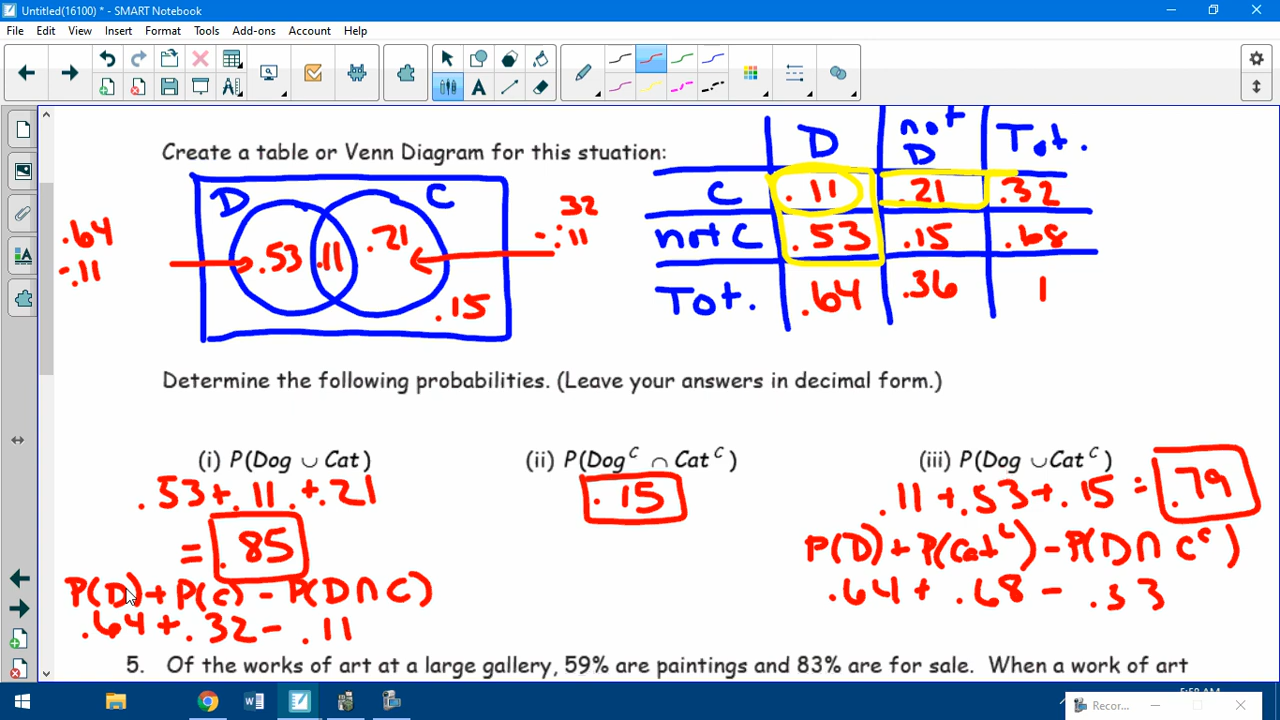 Untitled(16100) * - SMART Notebook
File Edit View Insert Format Tutorials Tools Add-ons Account Help
Create a table or Venn Diagram for this stuation:
D C
.53 .11 .21
.15
.64
-.11
.32
-.11
D not D Tot.
C .11 .21 .32
not C .53 .15 .68
Tot. .64 .36 1
Determine the following probabilities. (Leave your answers in decimal form.)
(i) P(Dog ∪ Cat) (ii) P(Dog^C ∩ Cat^C) (iii) P(Dog ∪Cat^C)
.53+.11.+.21
= .85
P(D)+P(C)-P(D∩C)
.64+.32-.11
.15
.11+.53+.15=.79
P(D)+P(Cat^C)-P(D∩C^C)
.64+.68-.53
5. Of the works of art at a large gallery, 59% are paintings and 83% are for sale. When a work of art
Recor...